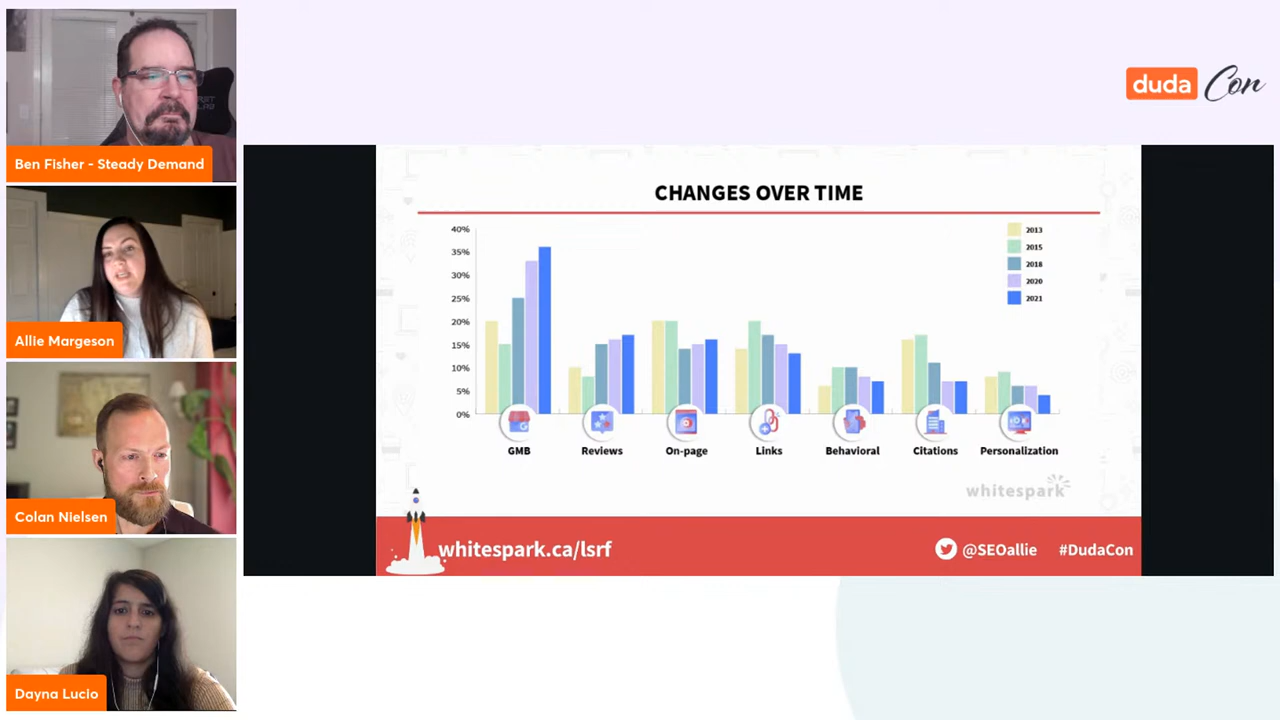 Ben Fisher - Steady Demand
Allie Margeson
Colan Nielsen
Dayna Lucio
duda Con
CHANGES OVER TIME
40%
35%
30%
25%
20%
15%
10%
5%
0%
2013
2015
2018
2020
2021
GMB Reviews On-page Links Behavioral Citations Personalization
whitespark
whitespark.ca/lsrf
@SEOallie #DudaCon